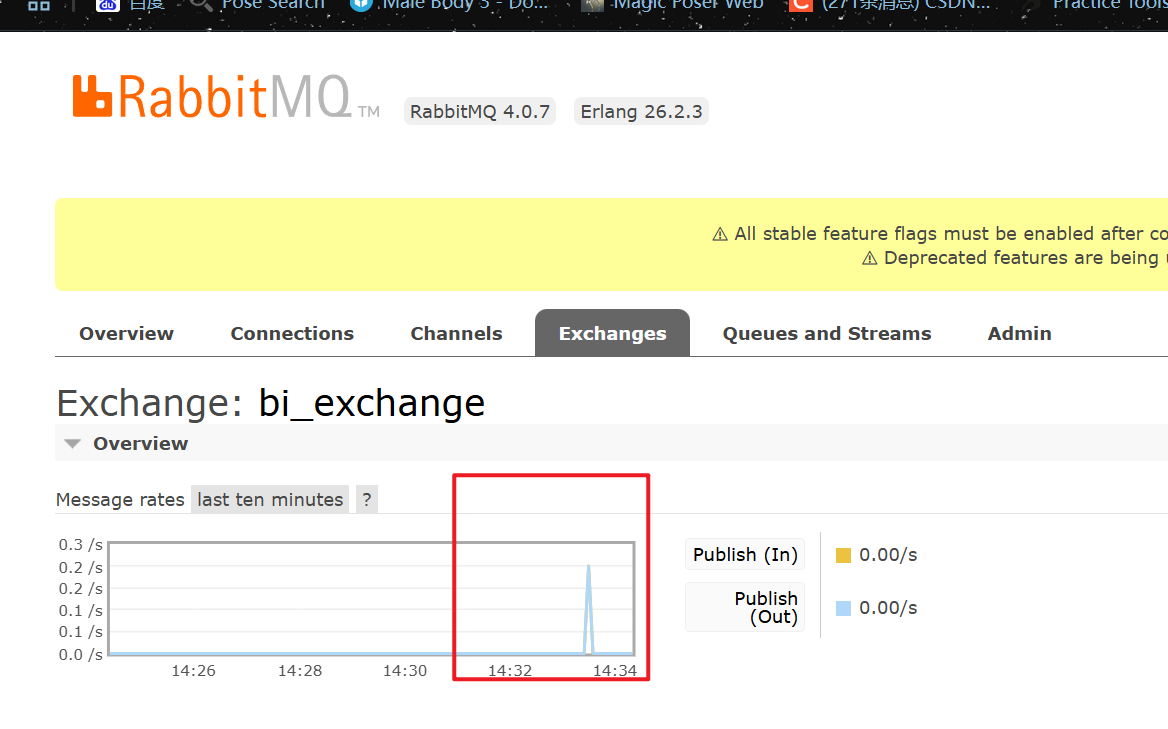 百度 Pose Search Male Body 3 - Do... Magic Poser Web (271条消息) CSDN... Practice Tools
RabbitMQ TM RabbitMQ 4.0.7 Erlang 26.2.3
⚠ All stable feature flags must be enabled after co
⚠ Deprecated features are being
Overview Connections Channels Exchanges Queues and Streams Admin
Exchange: bi_exchange
Overview
Message rates last ten minutes ?
0.3 /s
0.2 /s
0.2 /s
0.1 /s
0.1 /s
0.0 /s
14:26 14:28 14:30 14:32 14:34
Publish (In) 0.00/s
Publish
(Out) 0.00/s